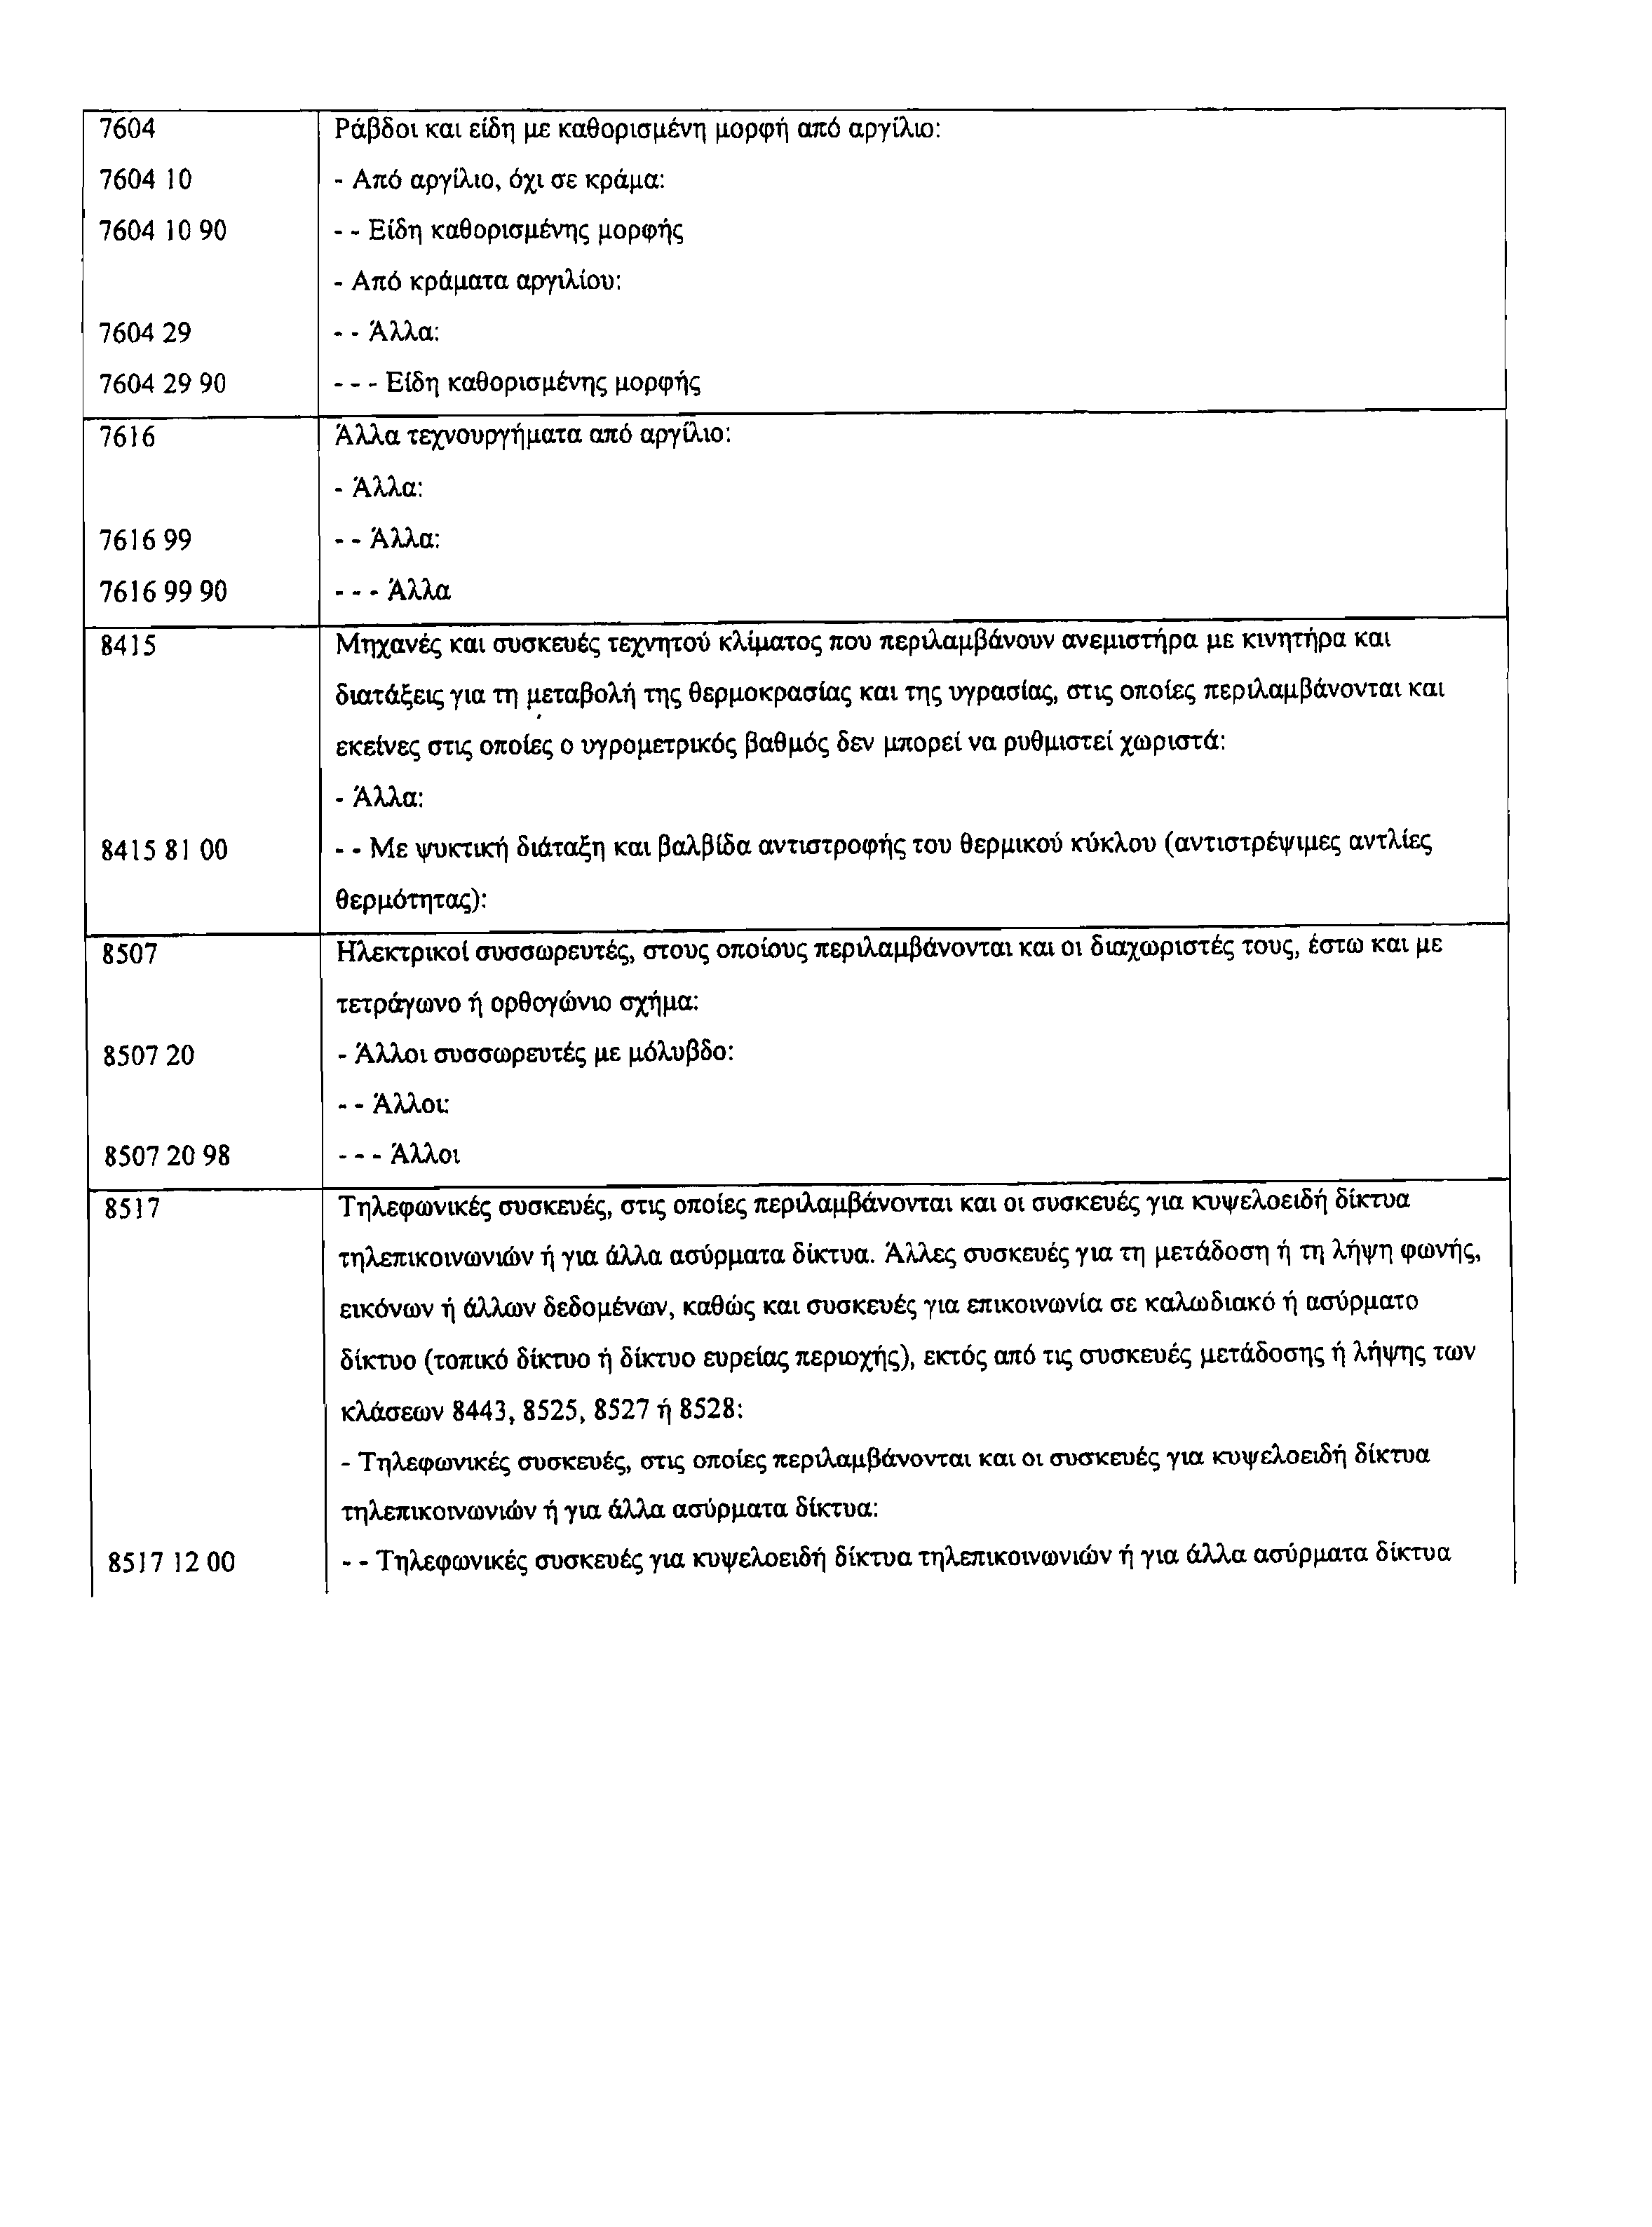 7604 Ράβδοι και είδη με καθορισμένη μορφή από αργίλιο:
7604 10 - Από αργίλιο, όχι σε κράμα:
7604 10 90 - - Είδη καθορισμένης μορφής
- Από κράματα αργιλίου:
7604 29 - - Άλλα:
7604 29 90 - - - Είδη καθορισμένης μορφής
7616 Άλλα τεχνουργήματα από αργίλιο:
- Άλλα:
7616 99 - - Άλλα:
7616 99 90 - - - Άλλα
8415 Μηχανές και συσκευές τεχνητού κλίματος που περιλαμβάνουν ανεμιστήρα με κινητήρα και
διατάξεις για τη μεταβολή της θερμοκρασίας και της υγρασίας, στις οποίες περιλαμβάνονται και
εκείνες στις οποίες ο υγρομετρικός βαθμός δεν μπορεί να ρυθμιστεί χωριστά:
- Άλλα:
8415 81 00 - - Με ψυκτική διάταξη και βαλβίδα αντιστροφής του θερμικού κύκλου (αντιστρέψιμες αντλίες
θερμότητας):
8507 Ηλεκτρικοί συσσωρευτές, στους οποίους περιλαμβάνονται και οι διαχωριστές τους, έστω και με
τετράγωνο ή ορθογώνιο σχήμα:
8507 20 - Άλλοι συσσωρευτές με μόλυβδο:
- - Άλλοι:
8507 20 98 - - - Άλλοι
8517 Τηλεφωνικές συσκευές, στις οποίες περιλαμβάνονται και οι συσκευές για κυψελοειδή δίκτυα
τηλεπικοινωνιών ή για άλλα ασύρματα δίκτυα. Άλλες συσκευές για τη μετάδοση ή τη λήψη φωνής,
εικόνων ή άλλων δεδομένων, καθώς και συσκευές για επικοινωνία σε καλωδιακό ή ασύρματο
δίκτυο (τοπικό δίκτυο ή δίκτυο ευρείας περιοχής), εκτός από τις συσκευές μετάδοσης ή λήψης των
κλάσεων 8443, 8525, 8527 ή 8528:
- Τηλεφωνικές συσκευές, στις οποίες περιλαμβάνονται και οι συσκευές για κυψελοειδή δίκτυα
τηλεπικοινωνιών ή για άλλα ασύρματα δίκτυα:
8517 12 00 - - Τηλεφωνικές συσκευές για κυψελοειδή δίκτυα τηλεπικοινωνιών ή για άλλα ασύρματα δίκτυα